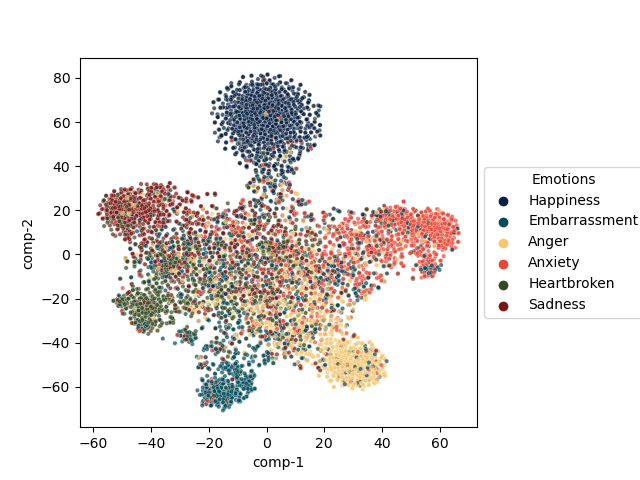 80
60
40
20
0
−20
−40
−60
comp-2
−60 −40 −20 0 20 40 60
comp-1
Emotions
Happiness
Embarrassment
Anger
Anxiety
Heartbroken
Sadness